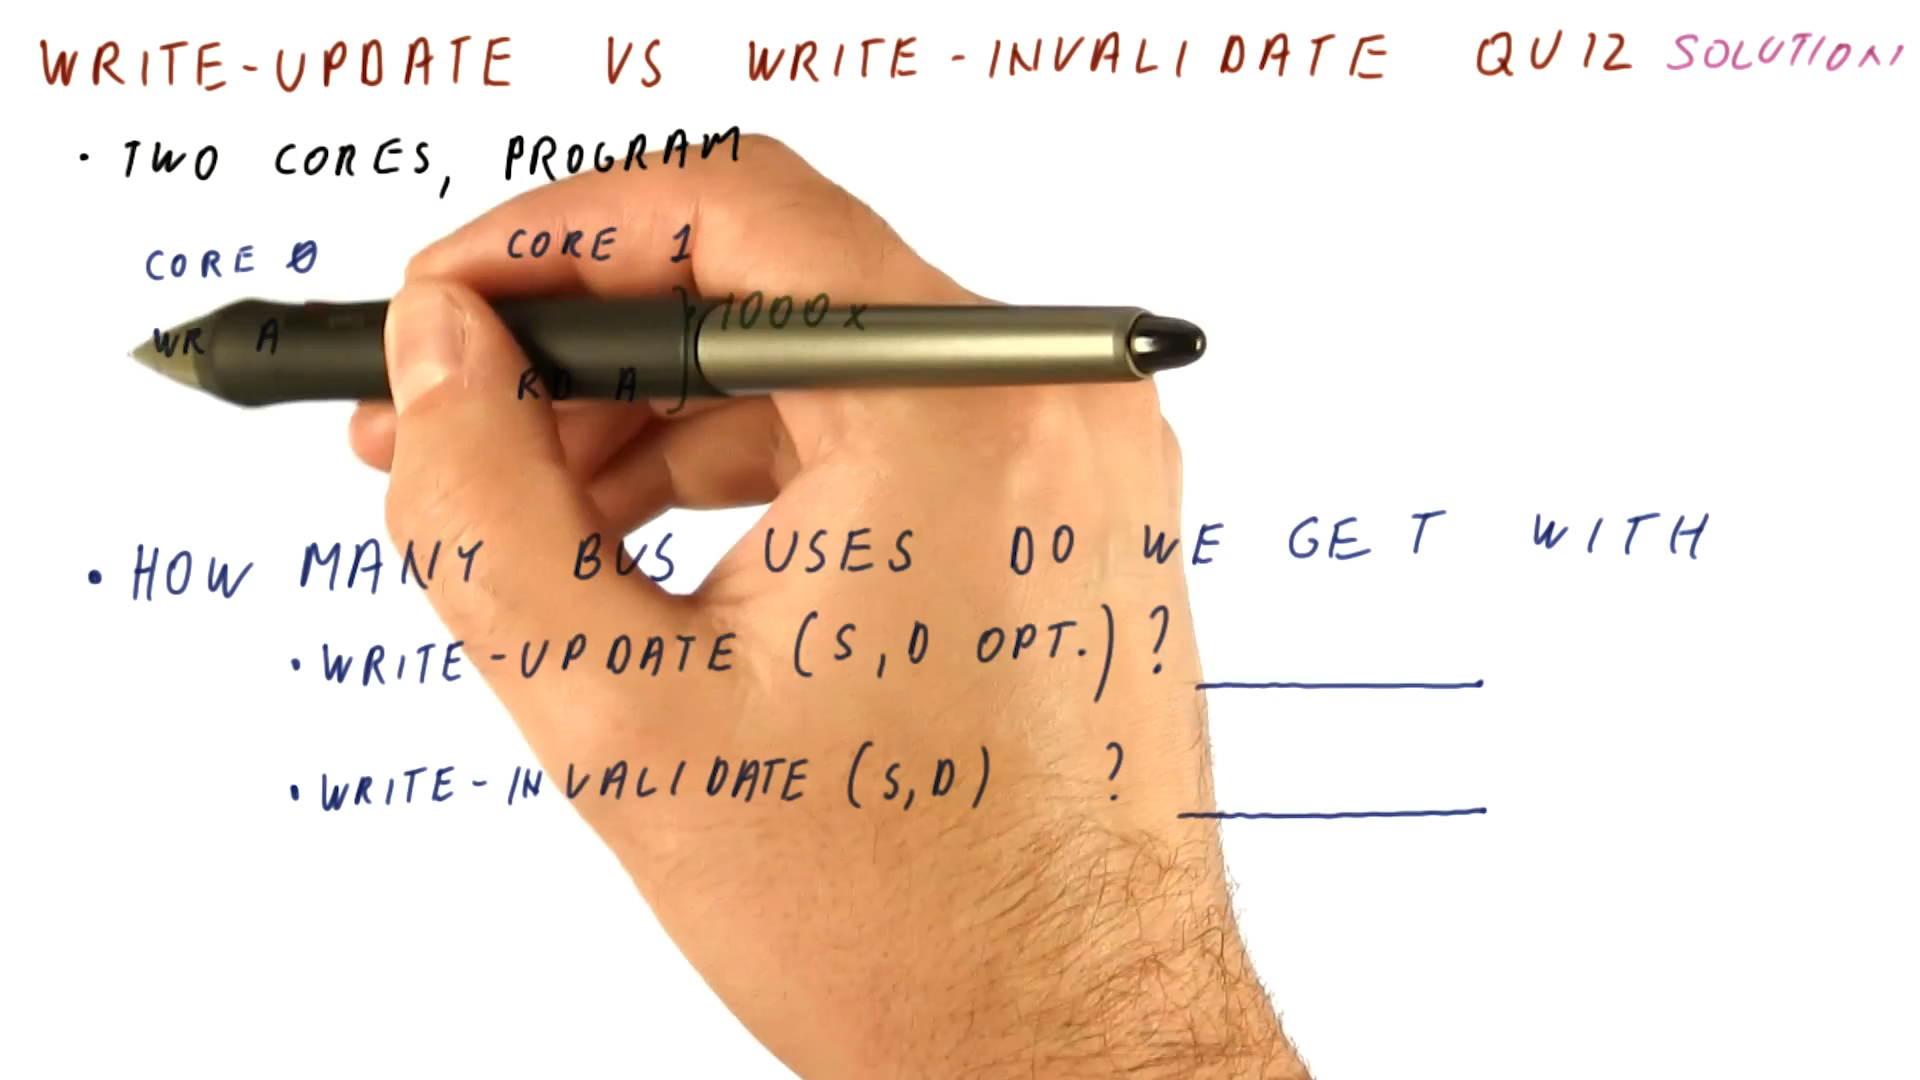 WRITE-UPDATE VS WRITE-INVALIDATE QUIZ SOLUTION
• TWO CORES, PROGRAM
CORE 0 CORE 1
WR A } 1000x
RD A
• HOW MANY BUS USES DO WE GET WITH
• WRITE-UPDATE (S,D OPT.)?
• WRITE-INVALIDATE (S,D) ?